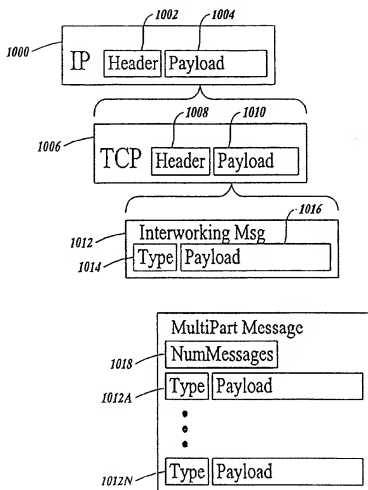 1002 1004
1000 IP Header Payload
1008 1010
1006 TCP Header Payload
1016
1012 Interworking Msg
1014 Type Payload
MultiPart Message
1018 NumMessages
1012A Type Payload
1012N Type Payload